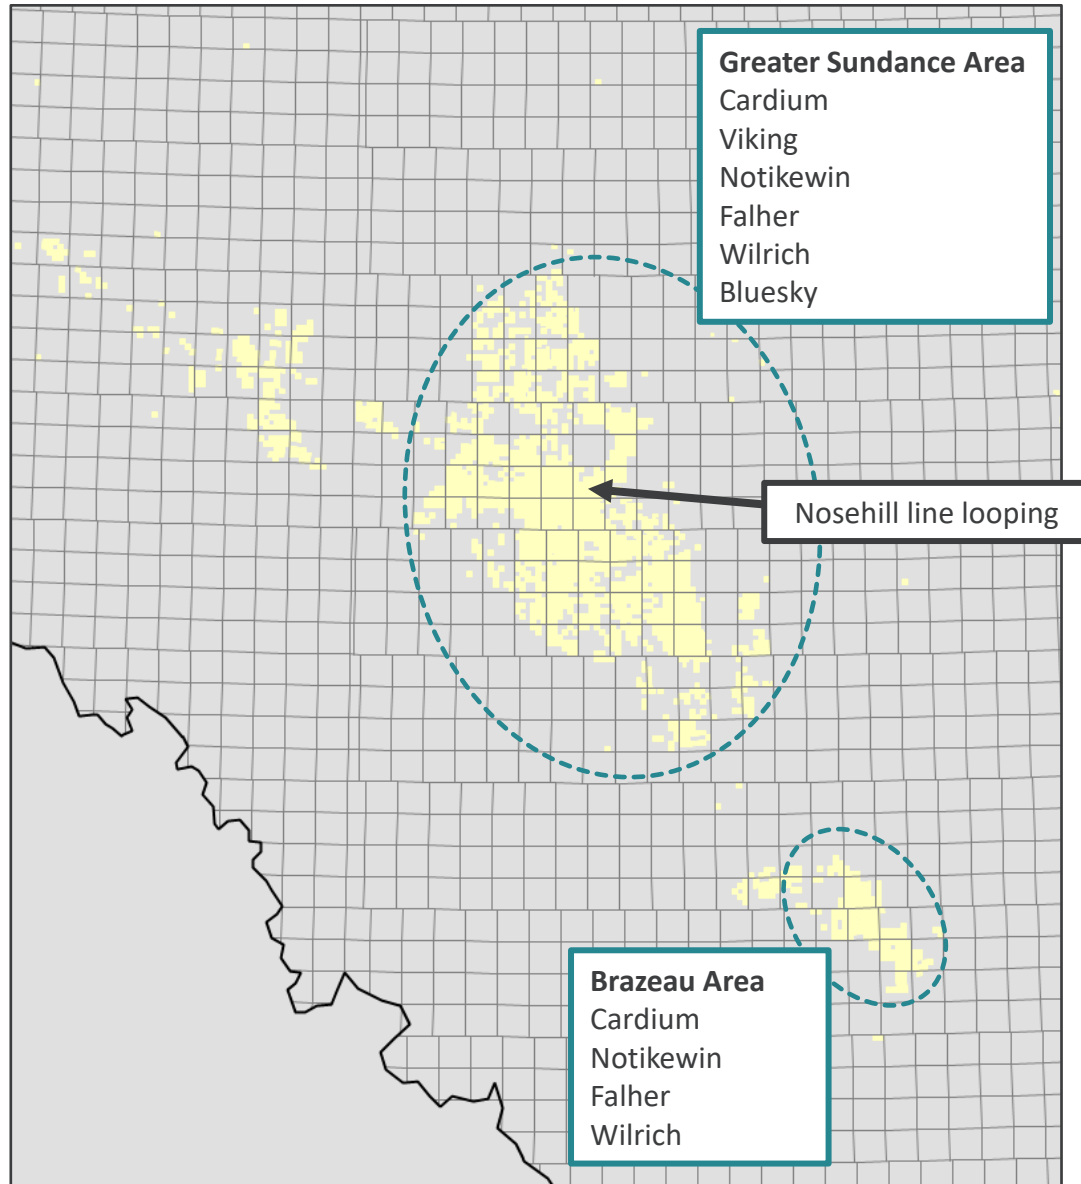 Greater Sundance Area
Cardium
Viking
Notikewin
Falher
Wilrich
Bluesky
Nosehill line looping
Brazeau Area
Cardium
Notikewin
Falher
Wilrich